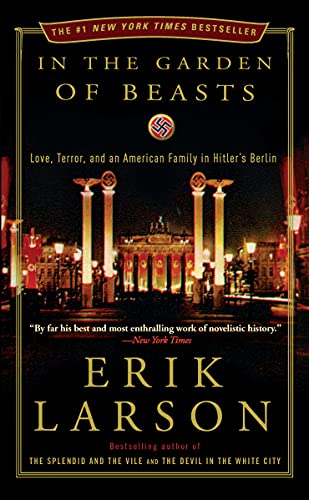 THE #1 NEW YORK TIMES BESTSELLER
IN THE GARDEN
OF BEASTS
Love, Terror, and an American Family in Hitler's Berlin
"By far his best and most enthralling work of novelistic history."
—New York Times
ERIK
LARSON
Bestselling author of
THE SPLENDID AND THE VILE AND THE DEVIL IN THE WHITE CITY